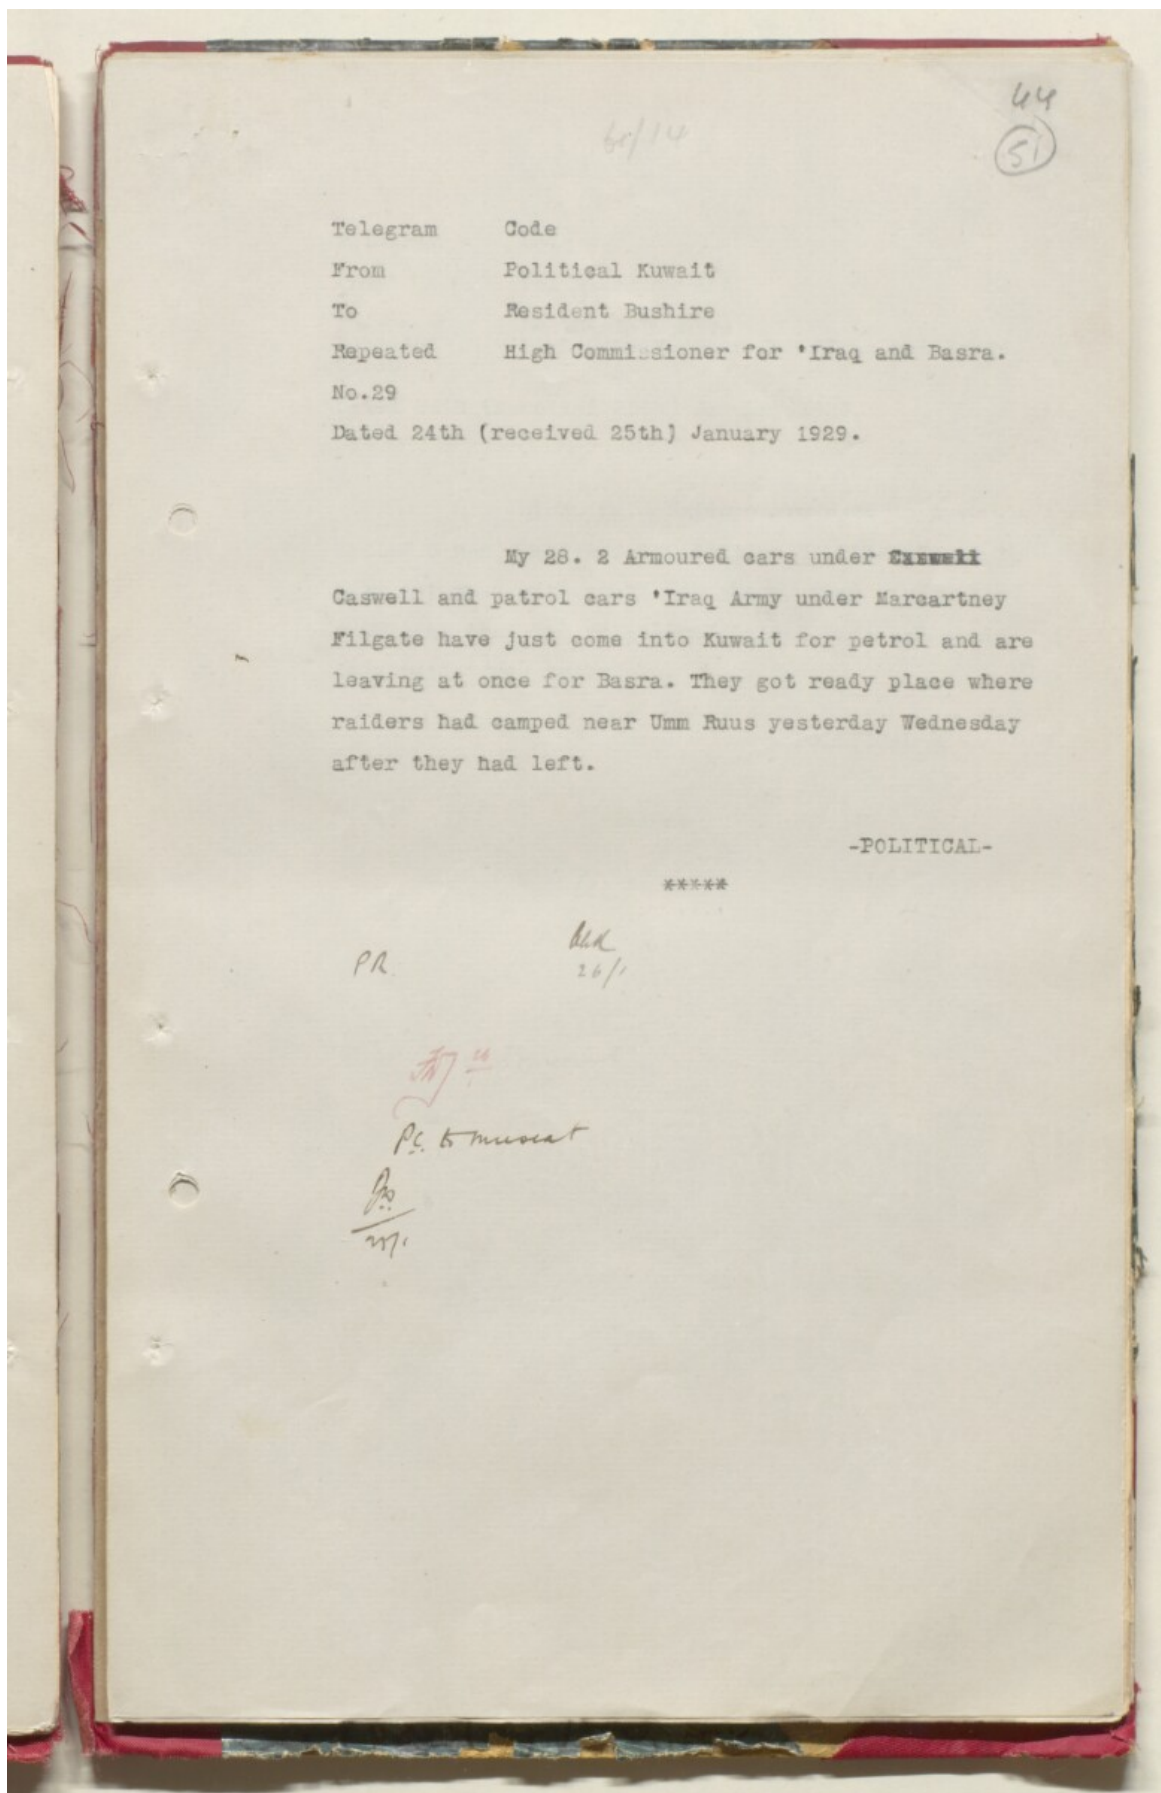 44
51
Telegram Code
From Political Kuwait
To Resident Bushire
Repeated High Commissioner for 'Iraq and Basra.
No.29
Dated 24th (received 25th) January 1929.
My 28. 2 Armoured cars under
Caswell and patrol cars 'Iraq Army under Marcartney
Filgate have just come into Kuwait for petrol and are
leaving at once for Basra. They got ready place where
raiders had camped near Umm Ruus yesterday Wednesday
after they had left.
-POLITICAL-
*****
PR
26/1
P.C. to Muscat